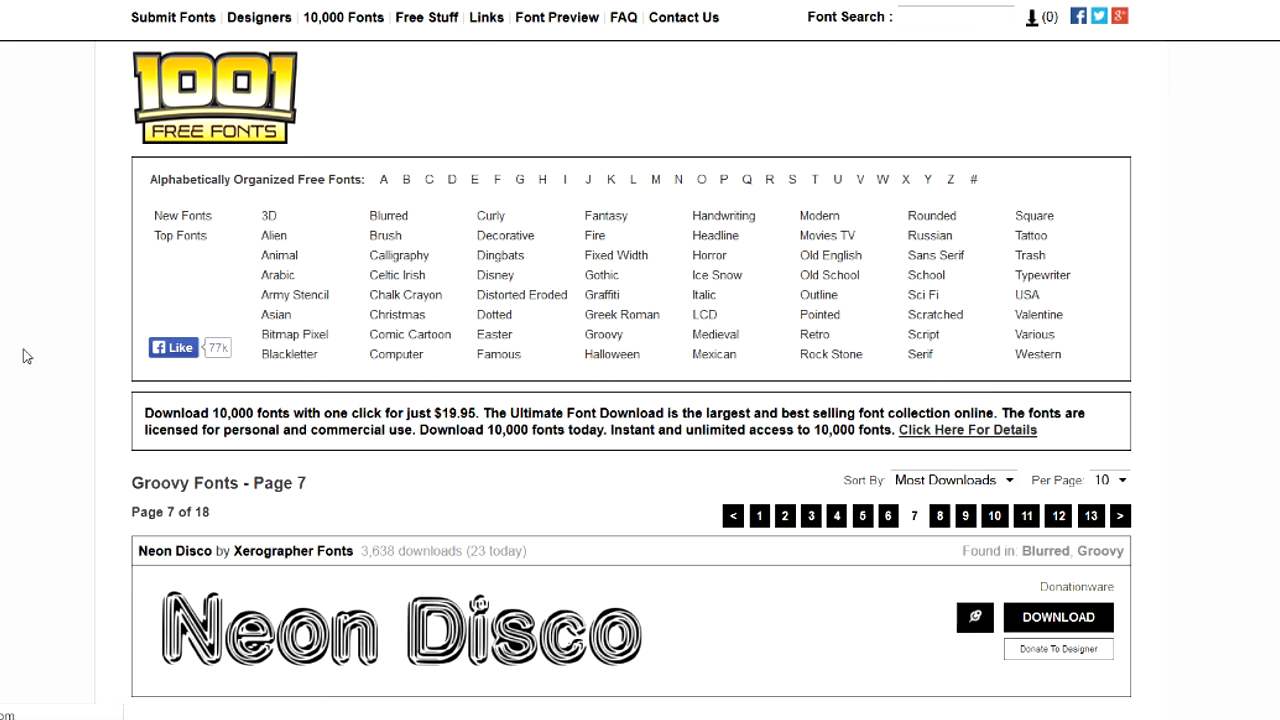 Submit Fonts | Designers | 10,000 Fonts | Free Stuff | Links | Font Preview | FAQ | Contact Us Font Search : (0)
1001
FREE FONTS
Alphabetically Organized Free Fonts: A B C D E F G H I J K L M N O P Q R S T U V W X Y Z #
New Fonts 3D Blurred Curly Fantasy Handwriting Modern Rounded Square
Top Fonts Alien Brush Decorative Fire Headline Movies TV Russian Tattoo
Animal Calligraphy Dingbats Fixed Width Horror Old English Sans Serif Trash
Arabic Celtic Irish Disney Gothic Ice Snow Old School School Typewriter
Army Stencil Chalk Crayon Distorted Eroded Graffiti Italic Outline Sci Fi USA
Asian Christmas Dotted Greek Roman LCD Pointed Scratched Valentine
Bitmap Pixel Comic Cartoon Easter Groovy Medieval Retro Script Various
Like 77k
Blackletter Computer Famous Halloween Mexican Rock Stone Serif Western
Download 10,000 fonts with one click for just $19.95. The Ultimate Font Download is the largest and best selling font collection online. The fonts are
licensed for personal and commercial use. Download 10,000 fonts today. Instant and unlimited access to 10,000 fonts. Click Here For Details
Groovy Fonts - Page 7 Sort By: Most Downloads Per Page: 10
Page 7 of 18 < 1 2 3 4 5 6 7 8 9 10 11 12 13 >
Neon Disco by Xerographer Fonts 3,638 downloads (23 today) Found in: Blurred, Groovy
Donationware
Neon Disco DOWNLOAD
Donate To Designer
om